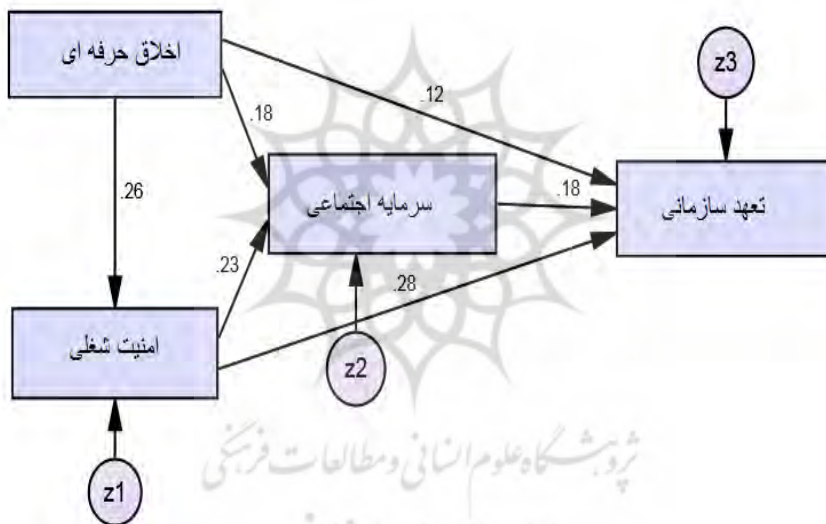 اخلاق حرفه ای
z3
.12
.18
سرمایه اجتماعی
.18
تعهد سازمانی
.26
.23
.28
امنیت شغلی
z2
پژوهشگاه علوم انسانی و مطالعات فرهنگی
z1